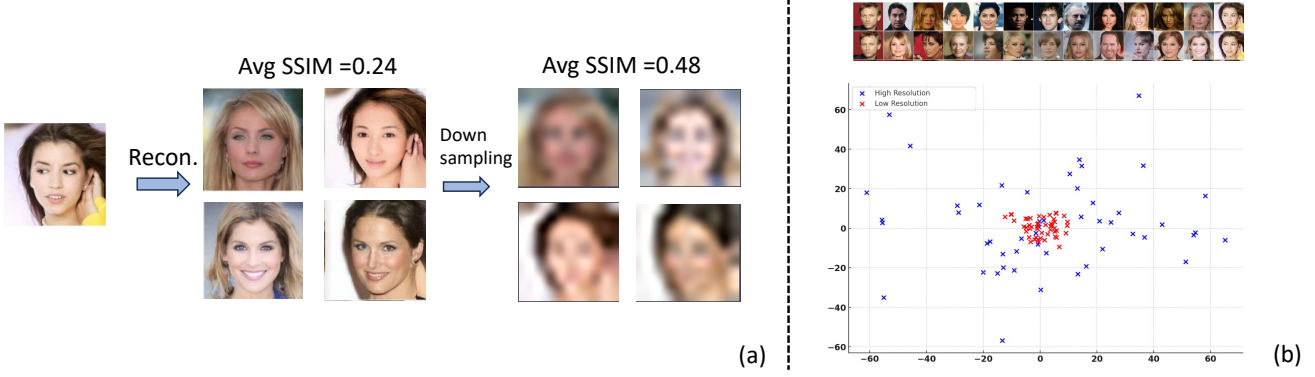 Avg SSIM =0.24
Avg SSIM =0.48
Recon.
Down
sampling
(a)
High Resolution
Low Resolution
60
40
20
0
−20
−40
−60
−60
−40
−20
0
20
40
60
(b)